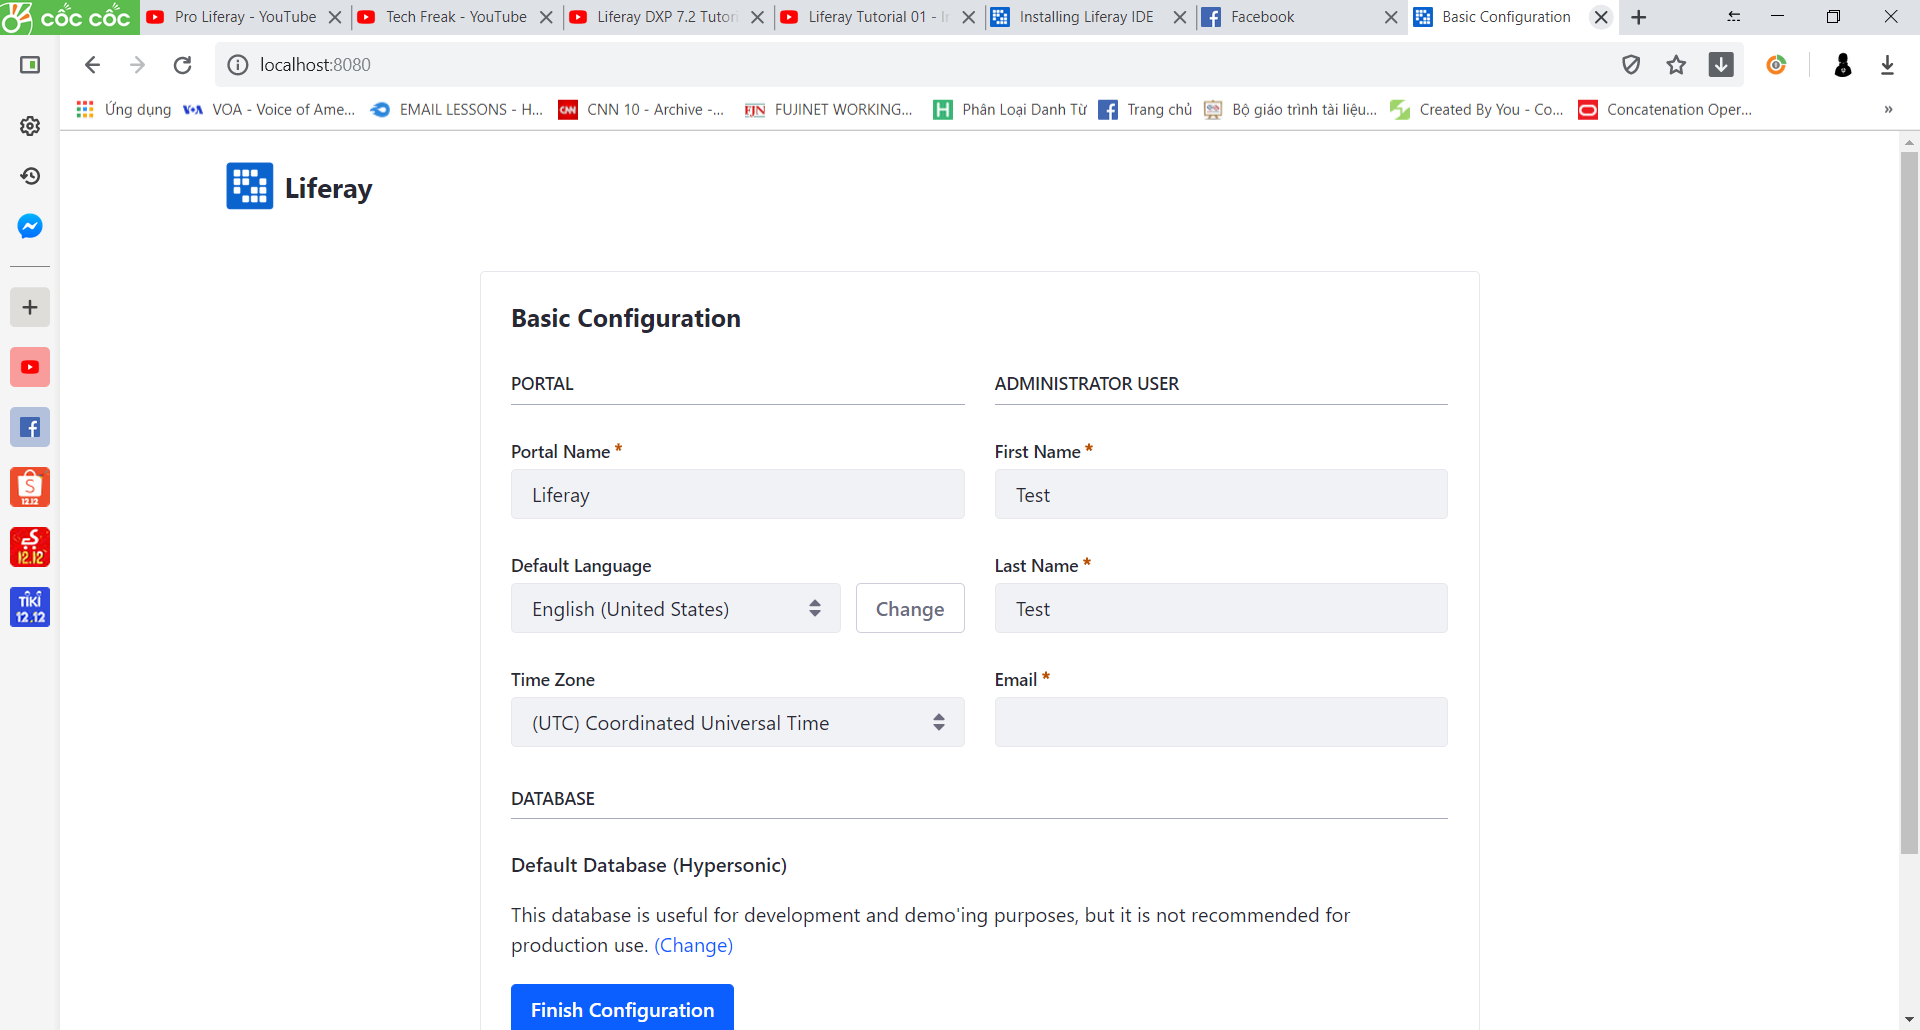 cốc cốc
Pro Liferay - YouTube
Tech Freak - YouTube
Liferay DXP 7.2 Tutori
Liferay Tutorial 01 - I
Installing Liferay IDE
Facebook
Basic Configuration
localhost:8080
Ứng dụng
VOA VOA - Voice of Ame...
EMAIL LESSONS - H...
CNN CNN 10 - Archive -...
FJN FUJINET WORKING...
H Phân Loại Danh Từ
Trang chủ
Bộ giáo trình tài liệu...
Created By You - Co...
Concatenation Oper...
»
Liferay
Basic Configuration
PORTAL
ADMINISTRATOR USER
Portal Name *
First Name *
Liferay
Test
Default Language
Last Name *
English (United States)
Change
Test
Time Zone
Email *
(UTC) Coordinated Universal Time
DATABASE
Default Database (Hypersonic)
This database is useful for development and demo'ing purposes, but it is not recommended for
production use. (Change)
Finish Configuration
S
12.12
12.12
TIKI
12.12